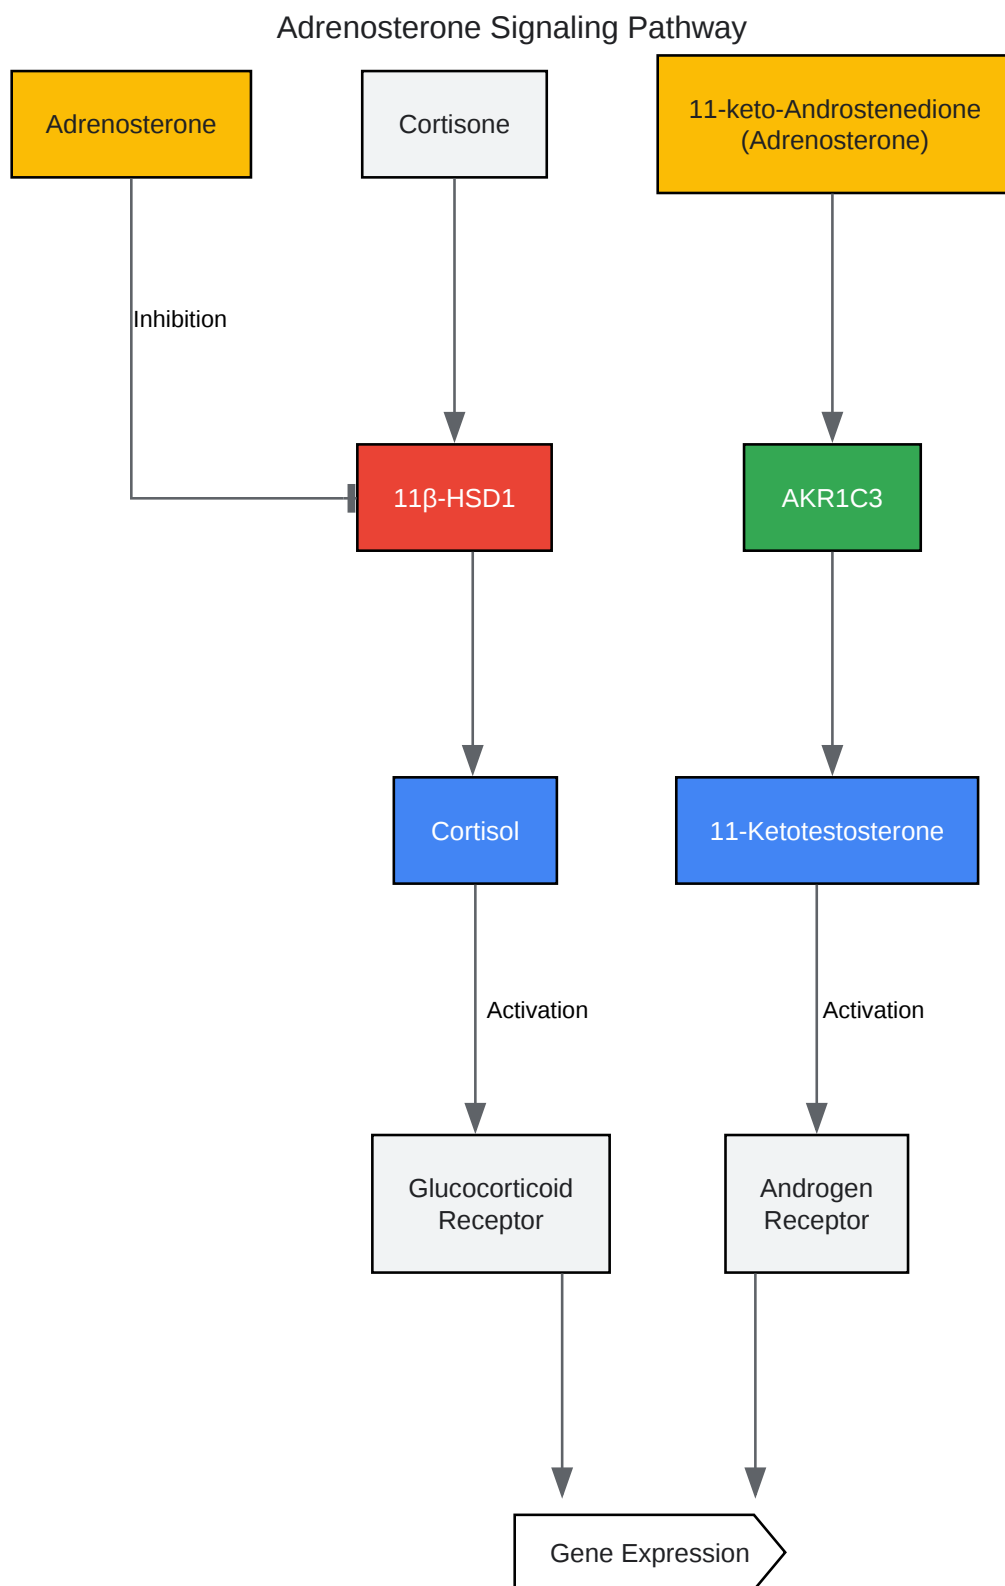 Adrenosterone Signaling Pathway
Adrenosterone
Cortisone
11-keto-Androstenedione
(Adrenosterone)
Inhibition
11β-HSD1
AKR1C3
Cortisol
11-Ketotestosterone
Activation
Activation
Glucocorticoid
Receptor
Androgen
Receptor
Gene Expression